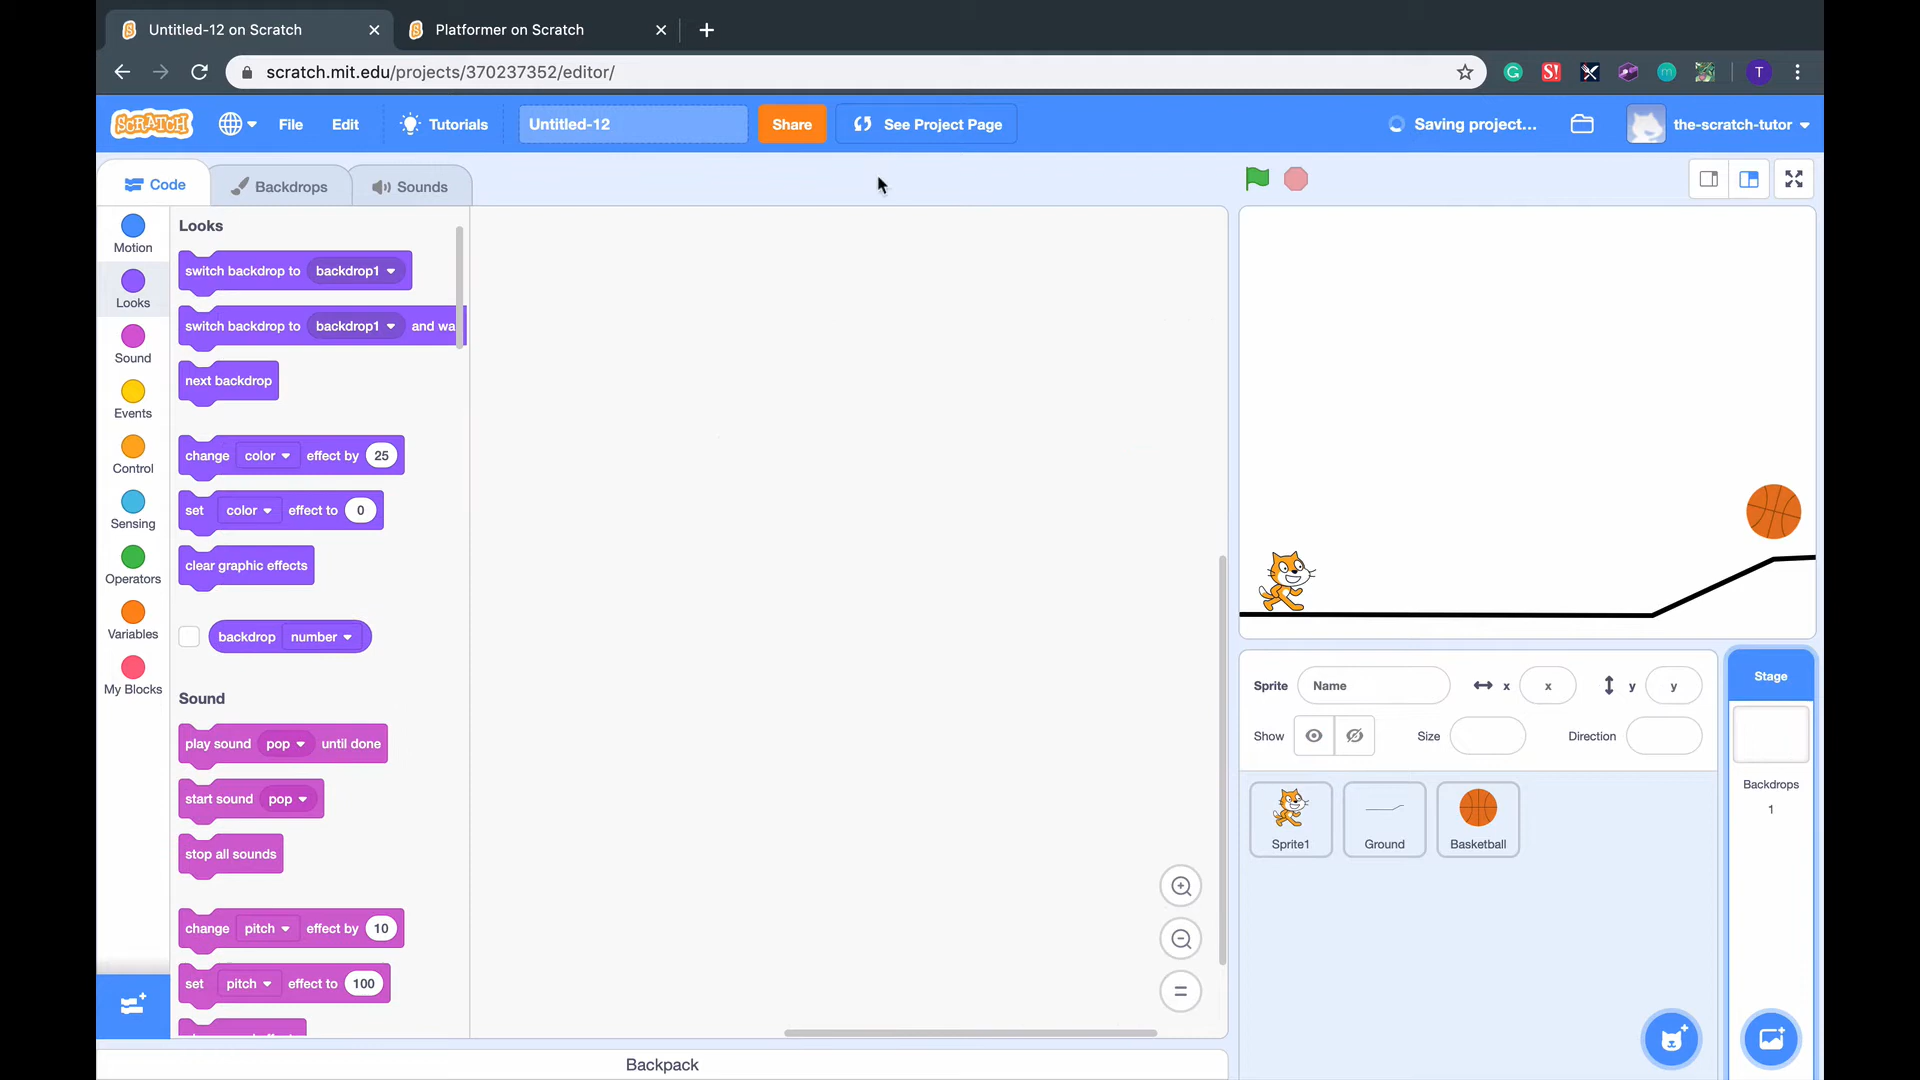 Untitled-12 on Scratch
Platformer on Scratch
scratch.mit.edu/projects/370237352/editor/
T
SCRATCH
File
Edit
Tutorials
Untitled-12
Share
See Project Page
Saving project...
the-scratch-tutor
Code
Backdrops
Sounds
Motion
Looks
Sound
Events
Control
Sensing
Operators
Variables
My Blocks
Looks
switch backdrop to backdrop1
switch backdrop to backdrop1 and wa
next backdrop
change color effect by 25
set color effect to 0
clear graphic effects
backdrop number
Sound
play sound pop until done
start sound pop
stop all sounds
change pitch effect by 10
set pitch effect to 100
Backpack
Sprite Name x x y y
Show Size Direction
Sprite1
Ground
Basketball
Stage
Backdrops
1